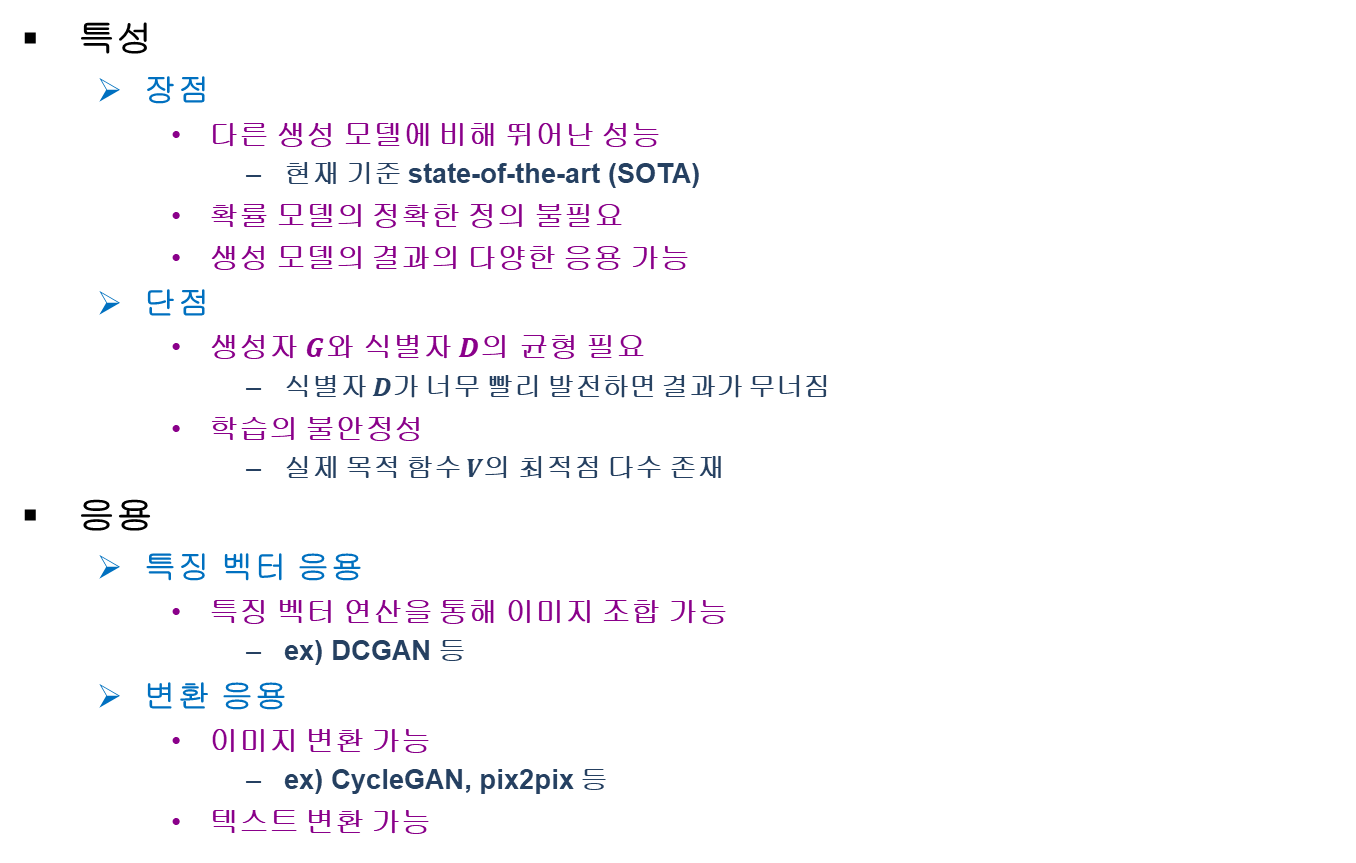 ▪ 특성
➢ 장점
• 다른 생성 모델에 비해 뛰어난 성능
– 현재 기준 state-of-the-art (SOTA)
• 확률 모델의 정확한 정의 불필요
• 생성 모델의 결과의 다양한 응용 가능
➢ 단점
• 생성자 G와 식별자 D의 균형 필요
– 식별자 D가 너무 빨리 발전하면 결과가 무너짐
• 학습의 불안정성
– 실제 목적 함수 V의 최적점 다수 존재
▪ 응용
➢ 특징 벡터 응용
• 특징 벡터 연산을 통해 이미지 조합 가능
– ex) DCGAN 등
➢ 변환 응용
• 이미지 변환 가능
– ex) CycleGAN, pix2pix 등
• 텍스트 변환 가능